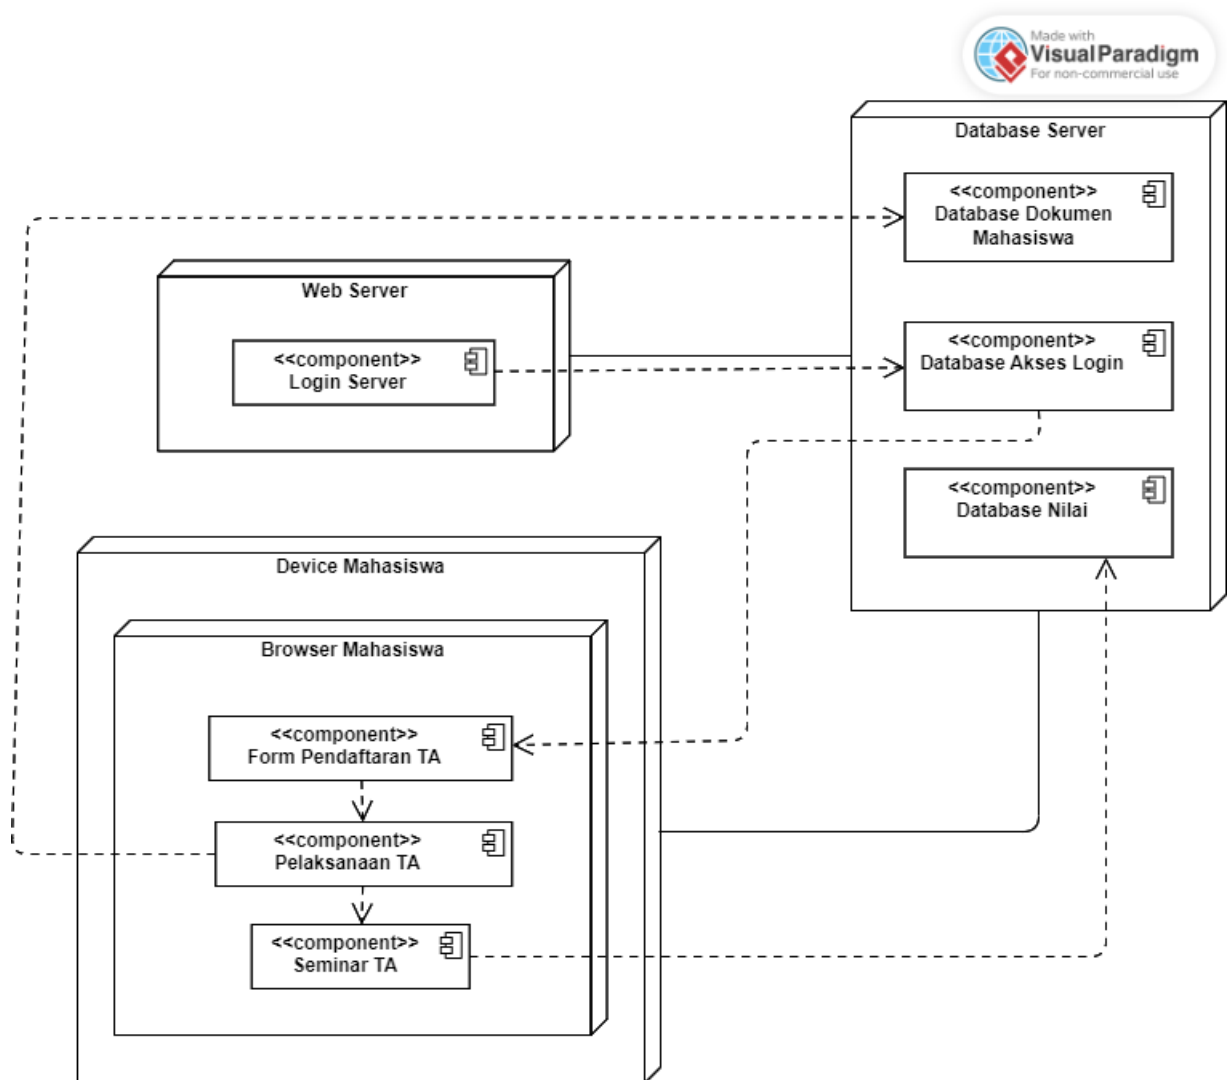 Made with
Visual Paradigm
For non-commercial use
Database Server
<<component>>
Database Dokumen
Mahasiswa
Web Server
<<component>>
Login Server
<<component>>
Database Akses Login
<<component>>
Database Nilai
Device Mahasiswa
Browser Mahasiswa
<<component>>
Form Pendaftaran TA
<<component>>
Pelaksanaan TA
<<component>>
Seminar TA